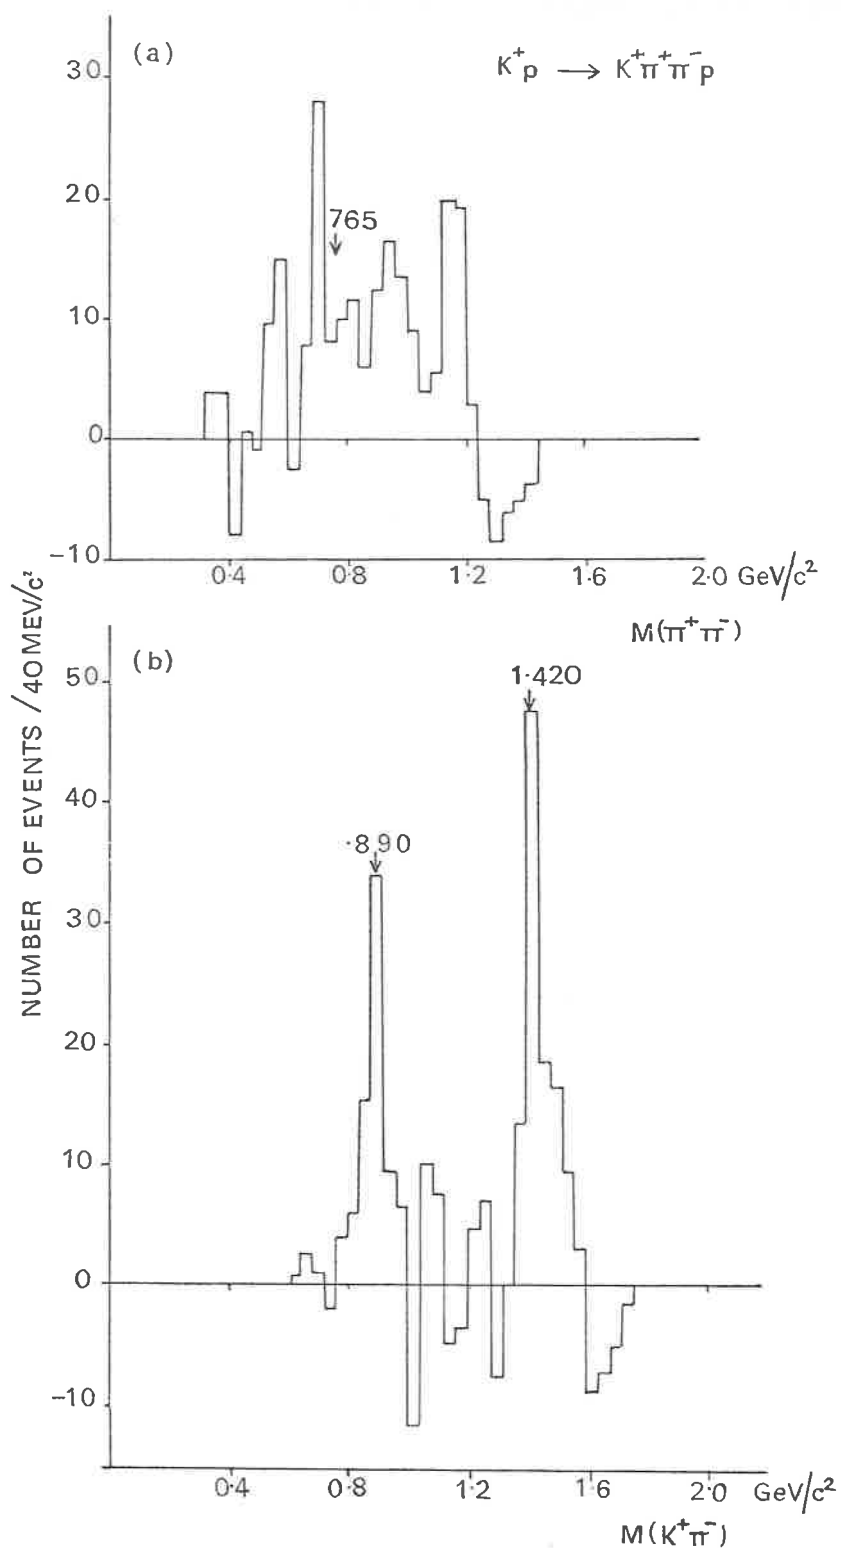 (a)
K⁺p → K⁺π⁺π⁻p
30
20
765
10
0
−10
0·4 0·8 1·2 1·6 2·0 GeV/c²
M(π⁺π⁻)
NUMBER OF EVENTS / 40 MEV/c²
(b)
50
1·420
40
·890
30
20
10
0
−10
0·4 0·8 1·2 1·6 2·0 GeV/c²
M(K⁺π⁻)